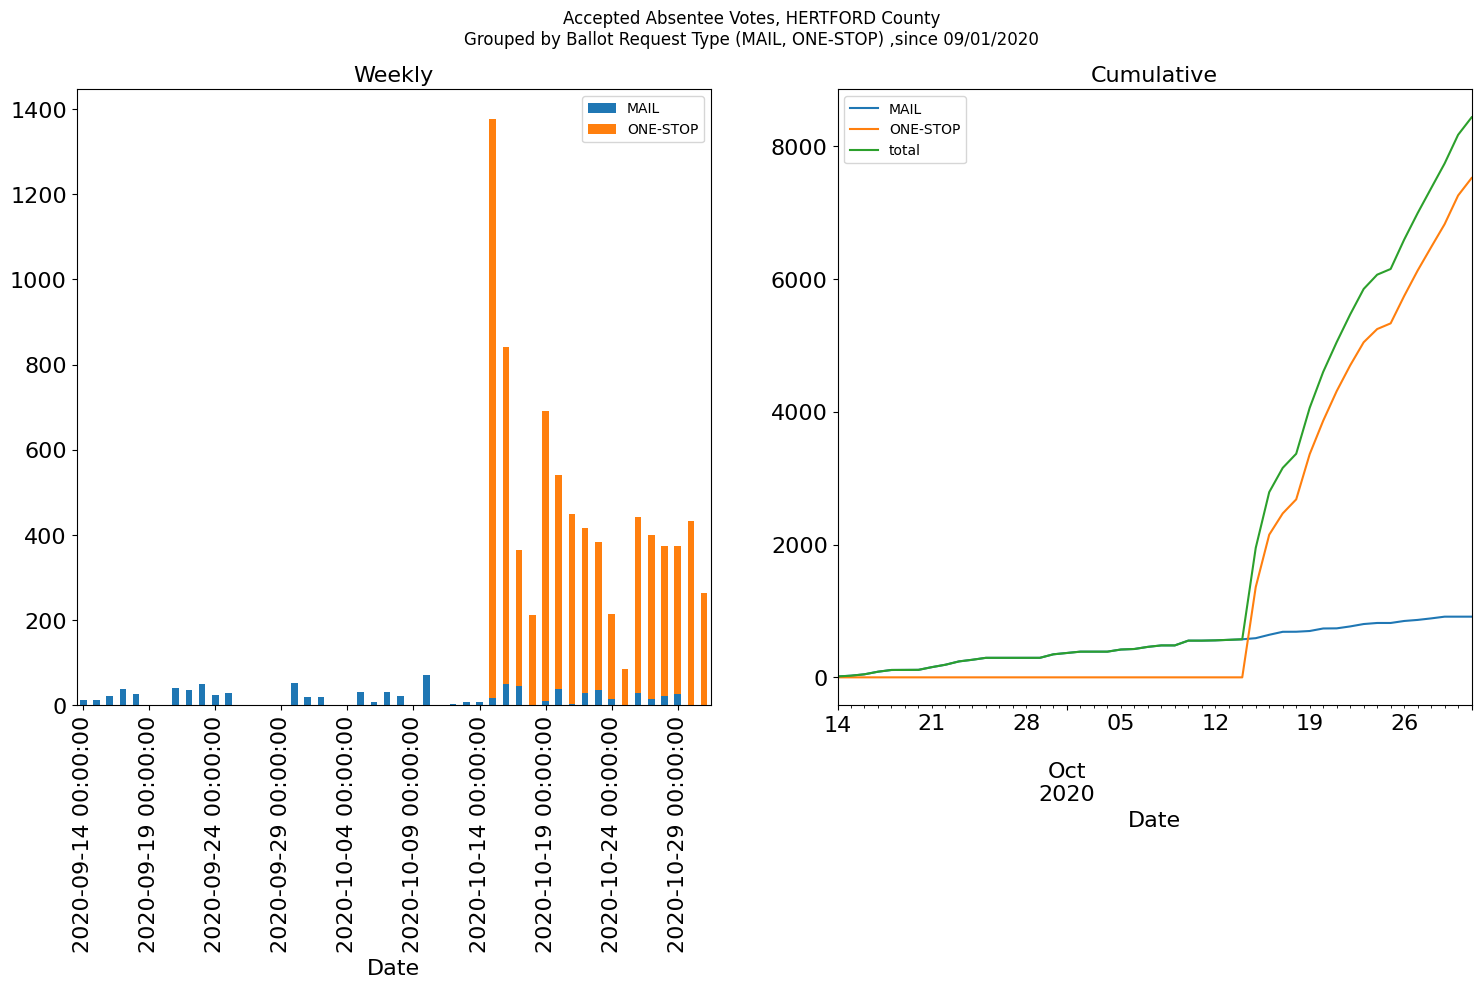 Accepted Absentee Votes, HERTFORD County
Grouped by Ballot Request Type (MAIL, ONE-STOP) ,since 09/01/2020
Weekly
1400
1200
1000
800
600
400
200
0
MAIL
ONE-STOP
2020-09-14 00:00:00
2020-09-19 00:00:00
2020-09-24 00:00:00
2020-09-29 00:00:00
2020-10-04 00:00:00
2020-10-09 00:00:00
2020-10-14 00:00:00
2020-10-19 00:00:00
2020-10-24 00:00:00
2020-10-29 00:00:00
Date
Cumulative
MAIL
ONE-STOP
total
8000
6000
4000
2000
0
14 21 28 05 12 19 26
Oct
2020
Date